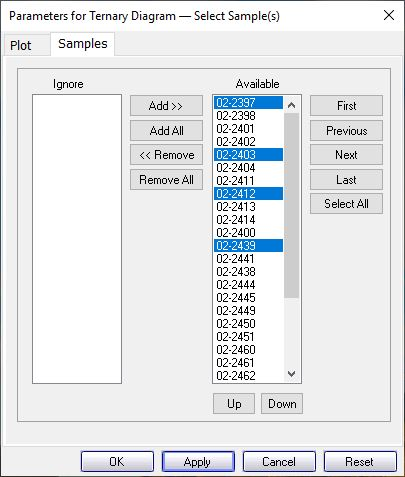 Parameters for Ternary Diagram — Select Sample(s)
Plot
Samples
Ignore
Available
Add >>
Add All
<< Remove
Remove All
02-2397
02-2398
02-2401
02-2402
02-2403
02-2404
02-2411
02-2412
02-2413
02-2414
02-2400
02-2439
02-2441
02-2438
02-2444
02-2445
02-2449
02-2450
02-2451
02-2460
02-2461
02-2462
First
Previous
Next
Last
Select All
Up
Down
OK
Apply
Cancel
Reset